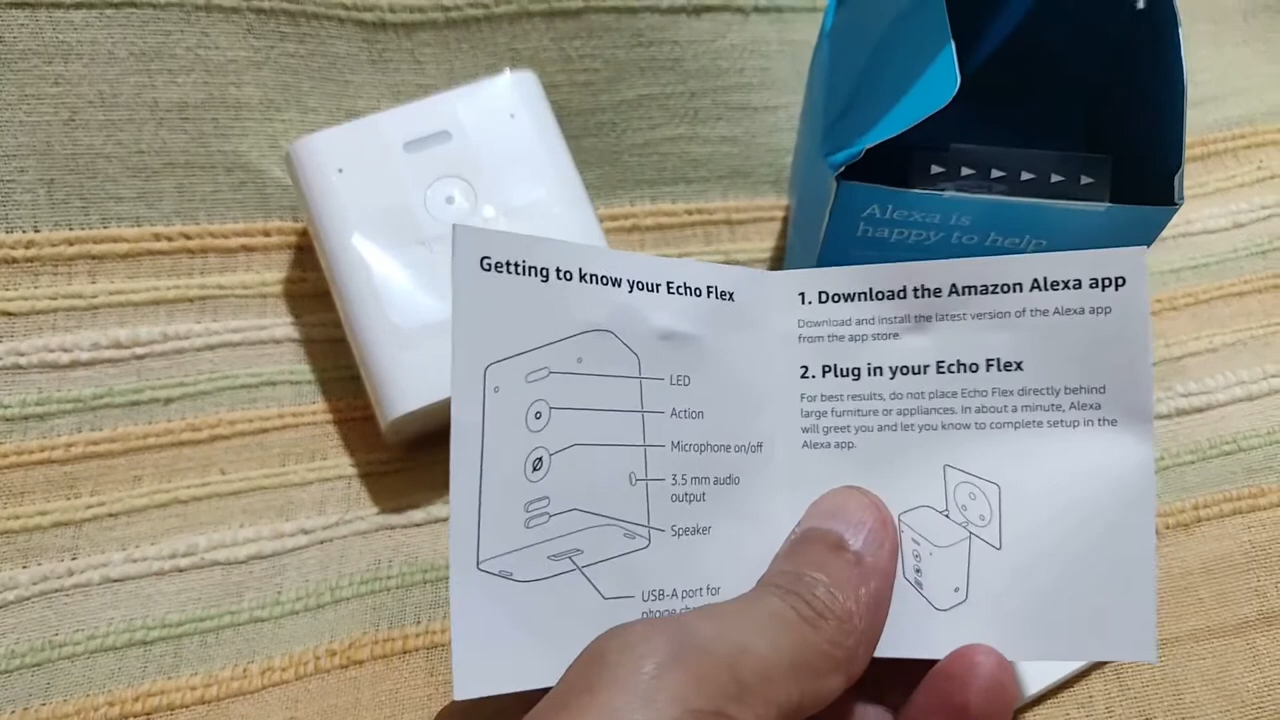 Alexa is
happy to help
Getting to know your Echo Flex
LED
Action
Microphone on/off
3.5 mm audio
output
Speaker
USB-A port for
phone
1. Download the Amazon Alexa app
Download and install the latest version of the Alexa app
from the app store.
2. Plug in your Echo Flex
For best results, do not place Echo Flex directly behind
large furniture or appliances. In about a minute, Alexa
will greet you and let you know to complete setup in the
Alexa app.